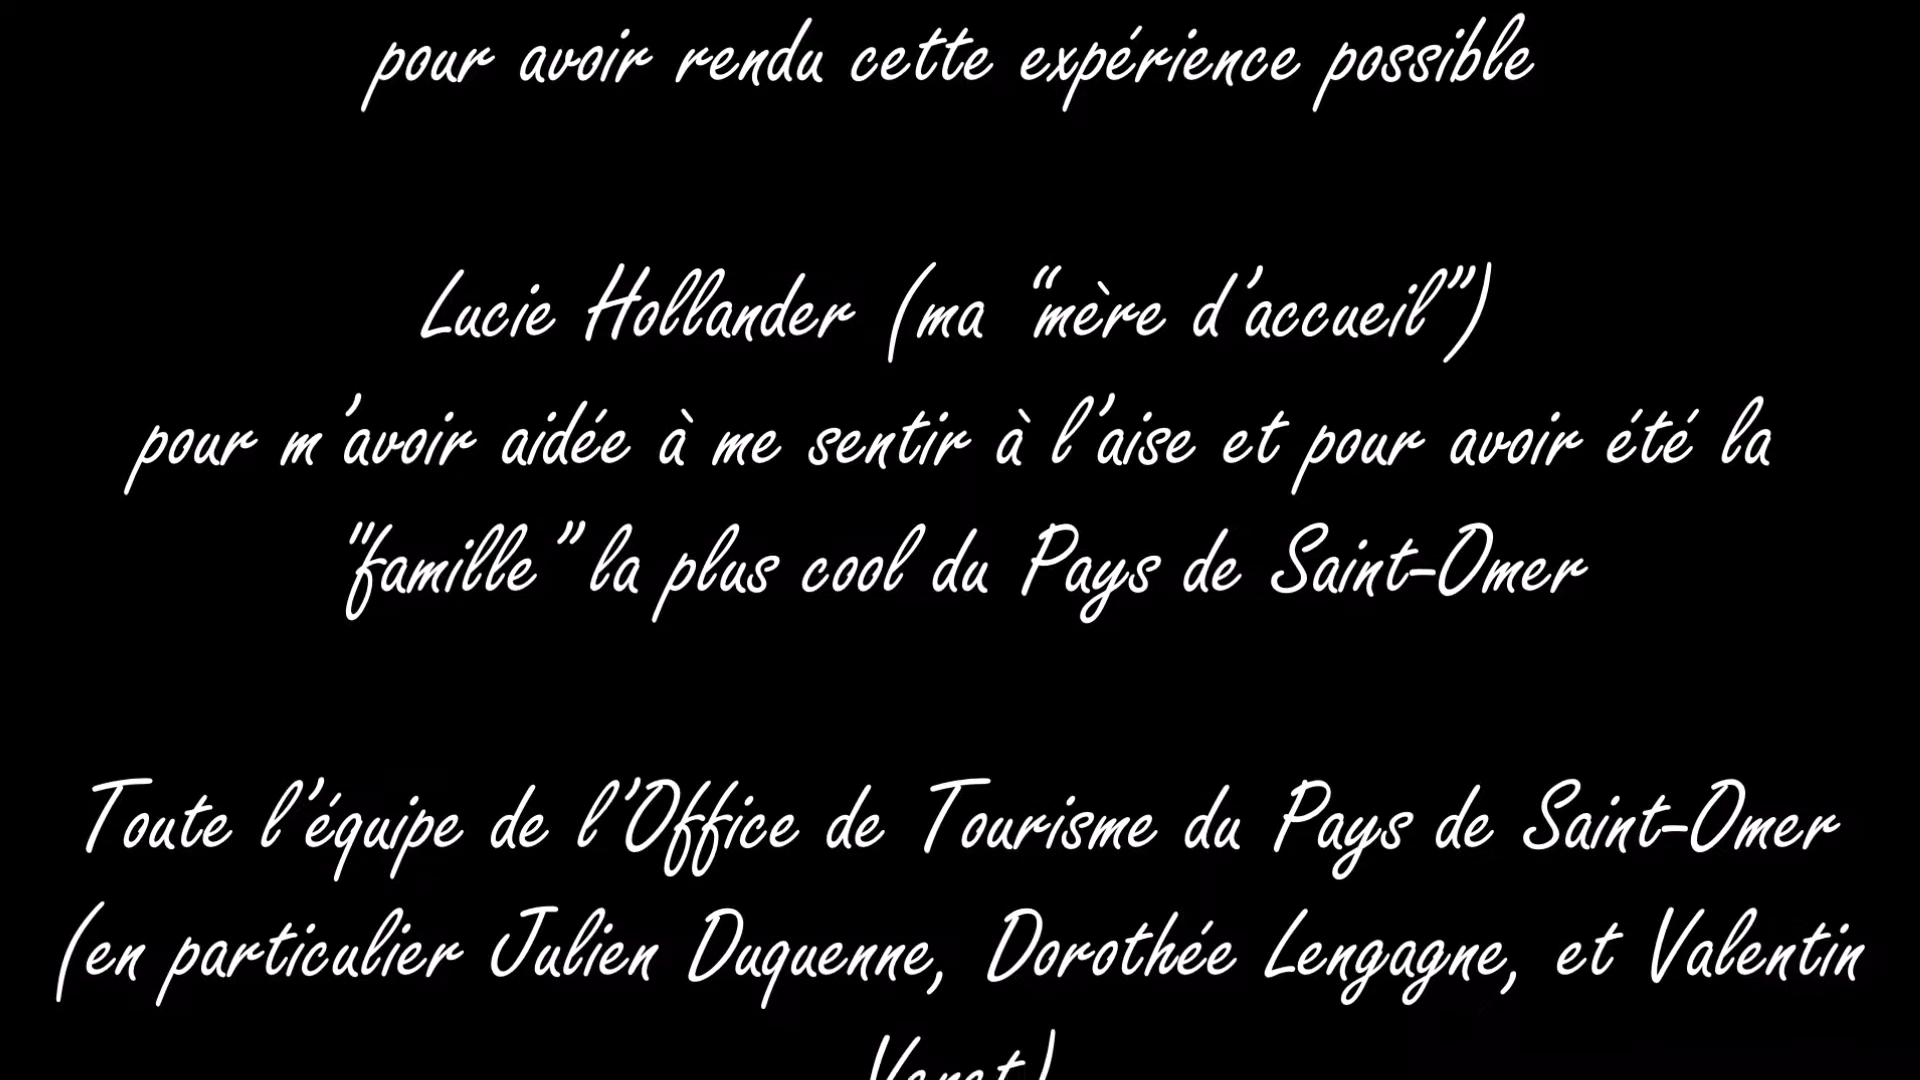 pour avoir rendu cette expérience possible
Lucie Hollander (ma “mère d’accueil”)
pour m’avoir aidée à me sentir à l’aise et pour avoir été la
"famille” la plus cool du Pays de Saint-Omer
Toute l’équipe de l’Office de Tourisme du Pays de Saint-Omer
(en particulier Julien Duquenne, Dorothée Lengagne, et Valentin